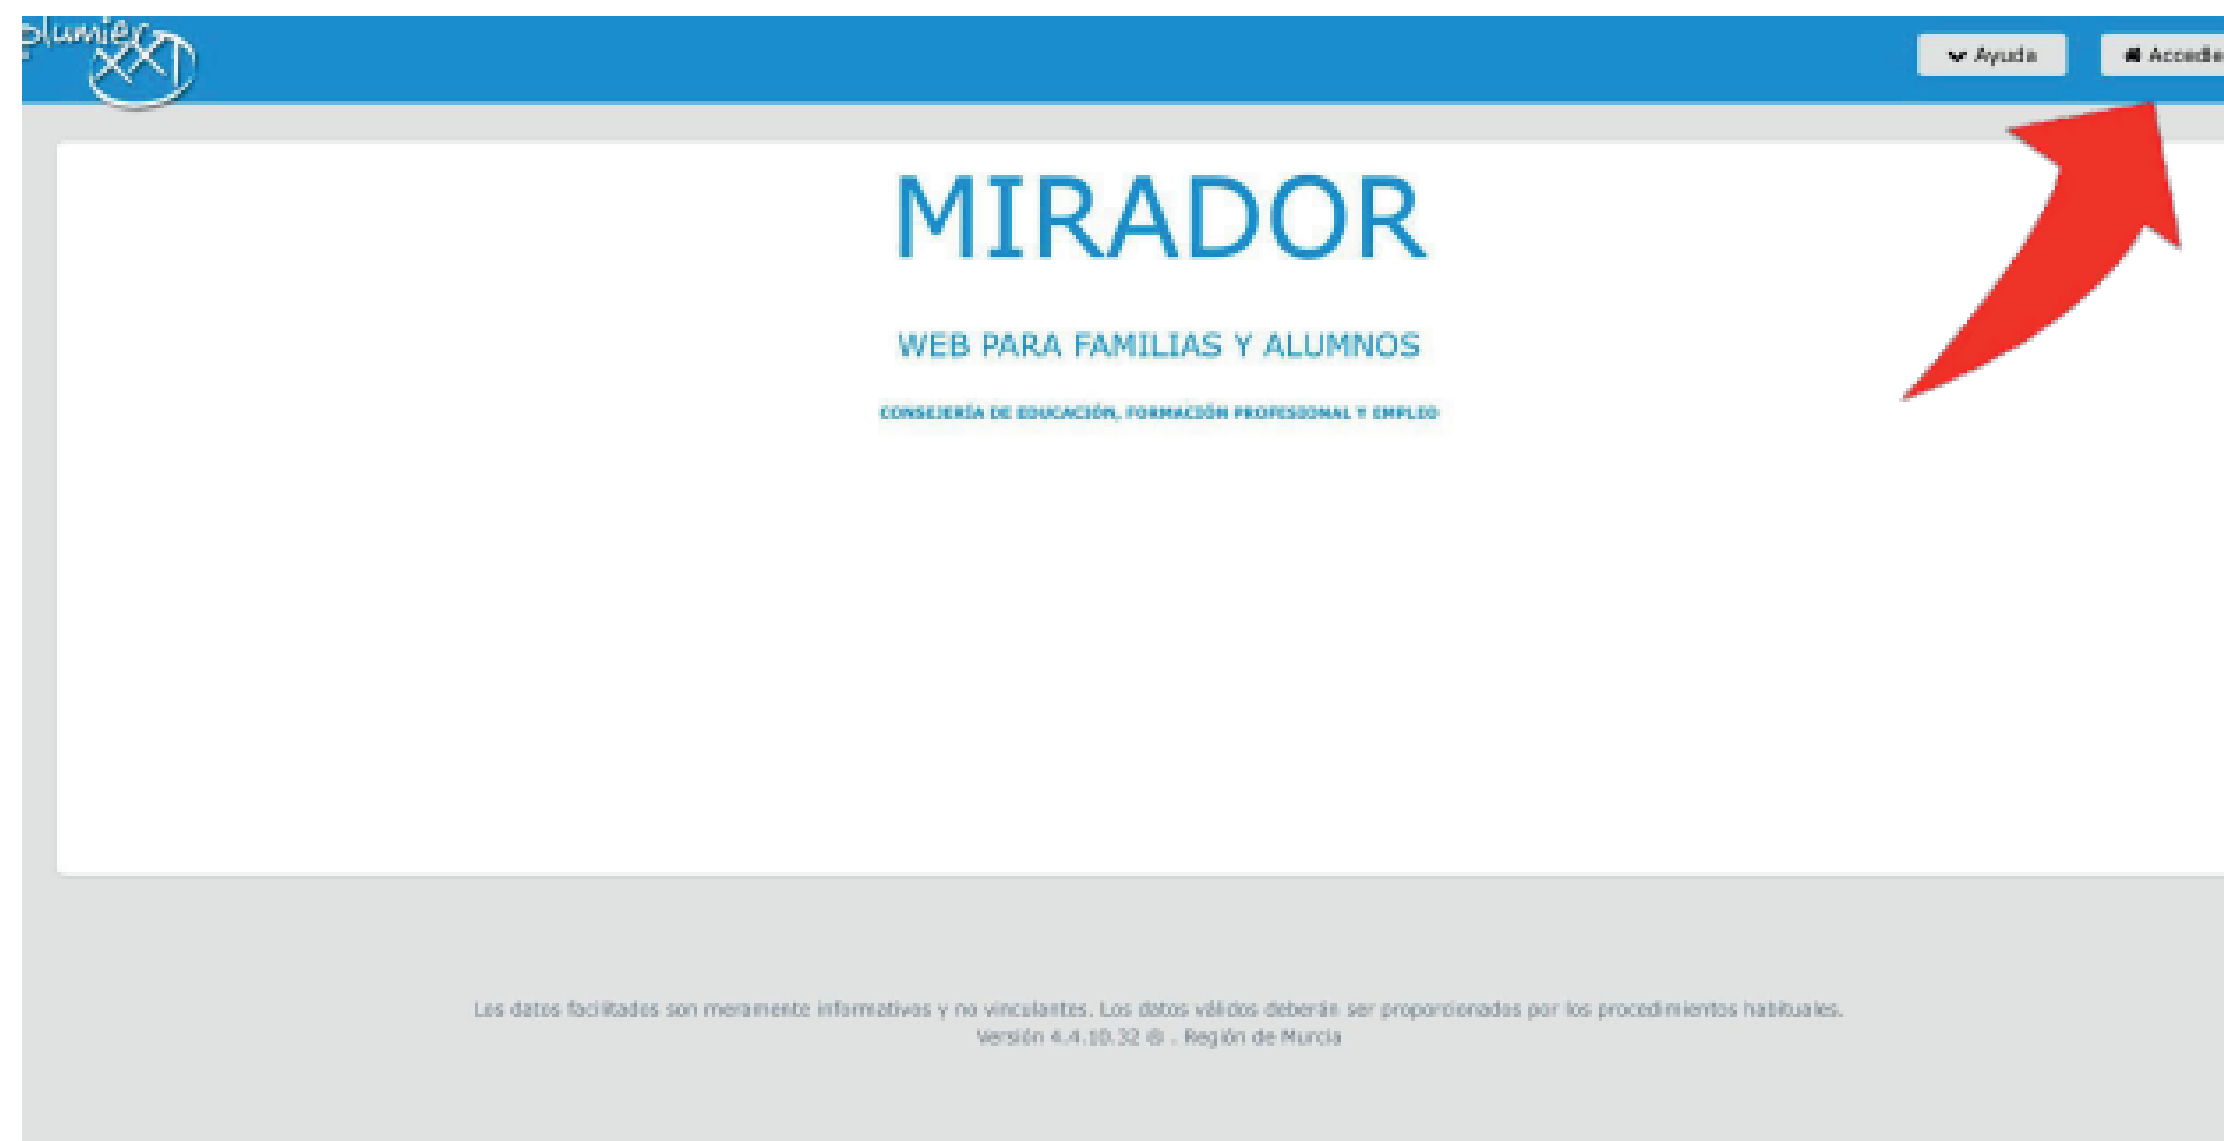 plumier
XXI
Ayuda
Accede
MIRADOR
WEB PARA FAMILIAS Y ALUMNOS
CONSEJERÍA DE EDUCACIÓN, FORMACIÓN PROFESIONAL Y EMPLEO
Los datos facilitados son meramente informativos y no vinculantes. Los datos válidos deberán ser proporcionados por los procedimientos habituales.
Versión 4.4.10.32 © . Región de Murcia